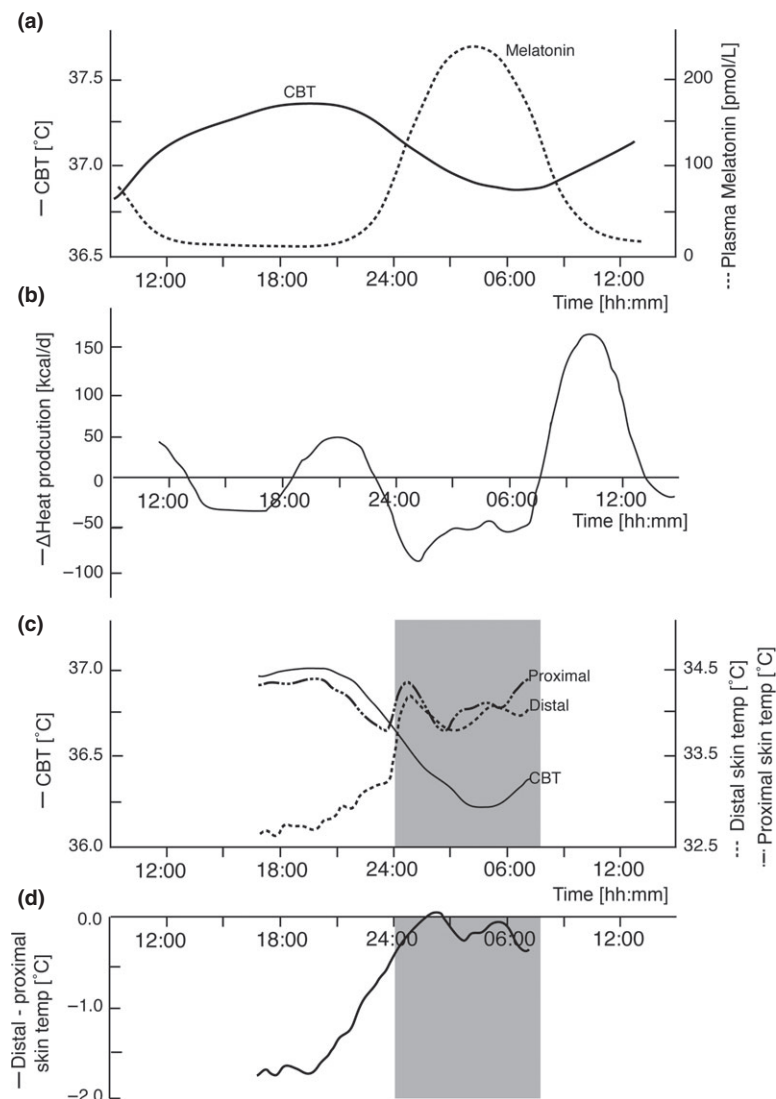 (a)
37.5
37.0
36.5
— CBT [˚C]
CBT
Melatonin
200
100
0
--- Plasma Melatonin [pmol/L]
12:00 18:00 24:00 06:00 12:00
Time [hh:mm]
(b)
150
100
50
0
−50
−100
— ΔHeat prodcution [kcal/d]
12:00 18:00 24:00 06:00 12:00
Time [hh:mm]
(c)
37.0
36.5
36.0
— CBT [˚C]
Proximal
Distal
CBT
34.5
33.5
32.5
--- Distal skin temp [˚C]
·—· Proximal skin temp [˚C]
12:00 18:00 24:00 06:00 12:00
Time [hh:mm]
(d)
0.0
−1.0
−2.0
— Distal - proximal
skin temp [˚C]
12:00 18:00 24:00 06:00 12:00